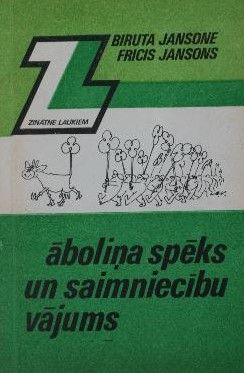 BIRUTA JANSONE
FRICIS JANSONS
Z
ZINĀTNE LAUKIEM
āboliņa spēks
un saimniecību
vājums